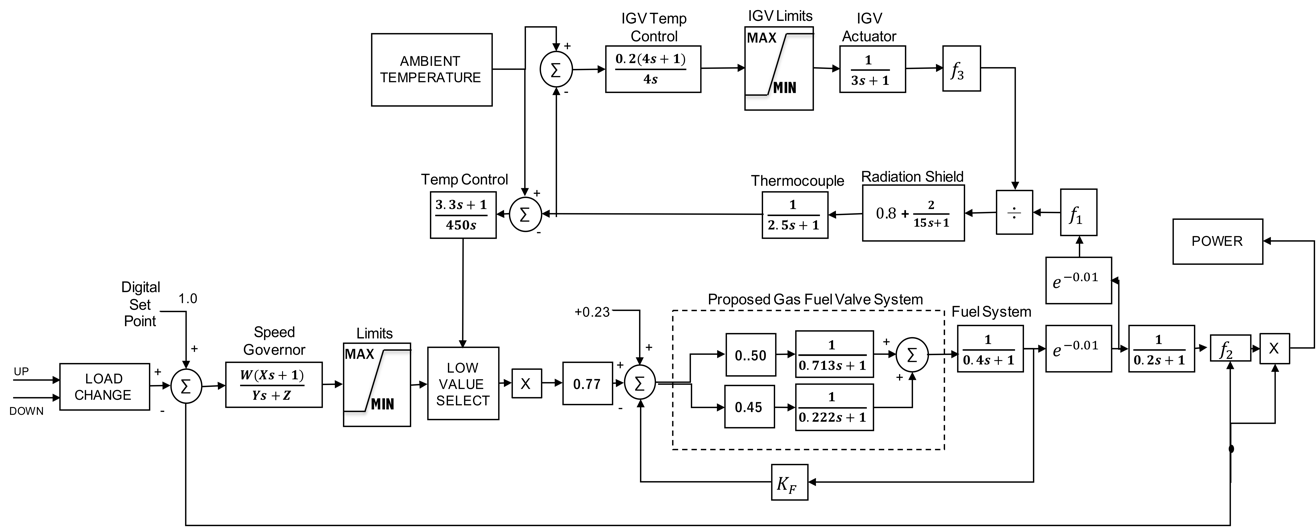 IGV Temp
Control
IGV Limits
IGV
Actuator
AMBIENT
TEMPERATURE
+
Σ
-
0.2(4s + 1)
4s
MAX
MIN
1
3s + 1
f3
Temp Control
3.3s + 1
450s
+
Σ
-
Thermocouple
1
2.5s + 1
Radiation Shield
0.8 + 2
15s+1
÷
f1
POWER
e^−0.01
Digital
Set
Point
1.0
+
Speed
Governor
Limits
+0.23
+
Proposed Gas Fuel Valve System
Fuel System
UP
DOWN
LOAD
CHANGE
+
Σ
-
W(Xs + 1)
Ys + Z
MAX
MIN
LOW
VALUE
SELECT
X
0.77
+
Σ
-
0..50
1
0.713s + 1
+
Σ
+
0.45
1
0.222s + 1
1
0.4s + 1
e^−0.01
1
0.2s + 1
f2
X
KF